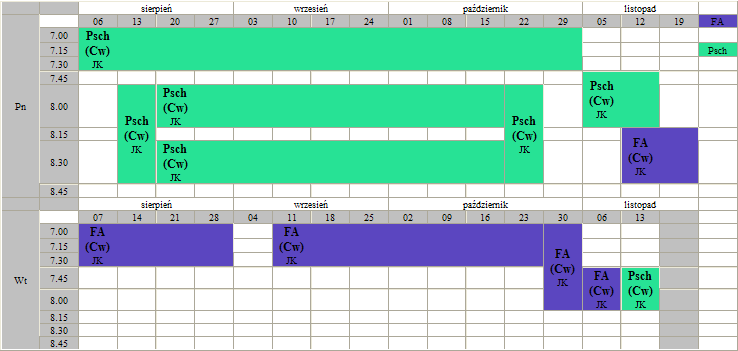 sierpień wrzesień październik listopad
06 13 20 27 03 10 17 24 01 08 15 22 29 05 12 19 FA
7.00
7.15 Psch
7.30
7.45
8.00
8.15
8.30
8.45
Pn
Psch
(Cw)
JK
Psch
(Cw)
JK
Psch
(Cw)
JK
Psch
(Cw)
JK
Psch
(Cw)
JK
Psch
(Cw)
JK
FA
(Cw)
JK
sierpień wrzesień październik listopad
07 14 21 28 04 11 18 25 02 09 16 23 30 06 13
7.00
7.15
7.30
7.45
8.00
8.15
8.30
8.45
Wt
FA
(Cw)
JK
FA
(Cw)
JK
FA
(Cw)
JK
FA
(Cw)
JK
Psch
(Cw)
JK